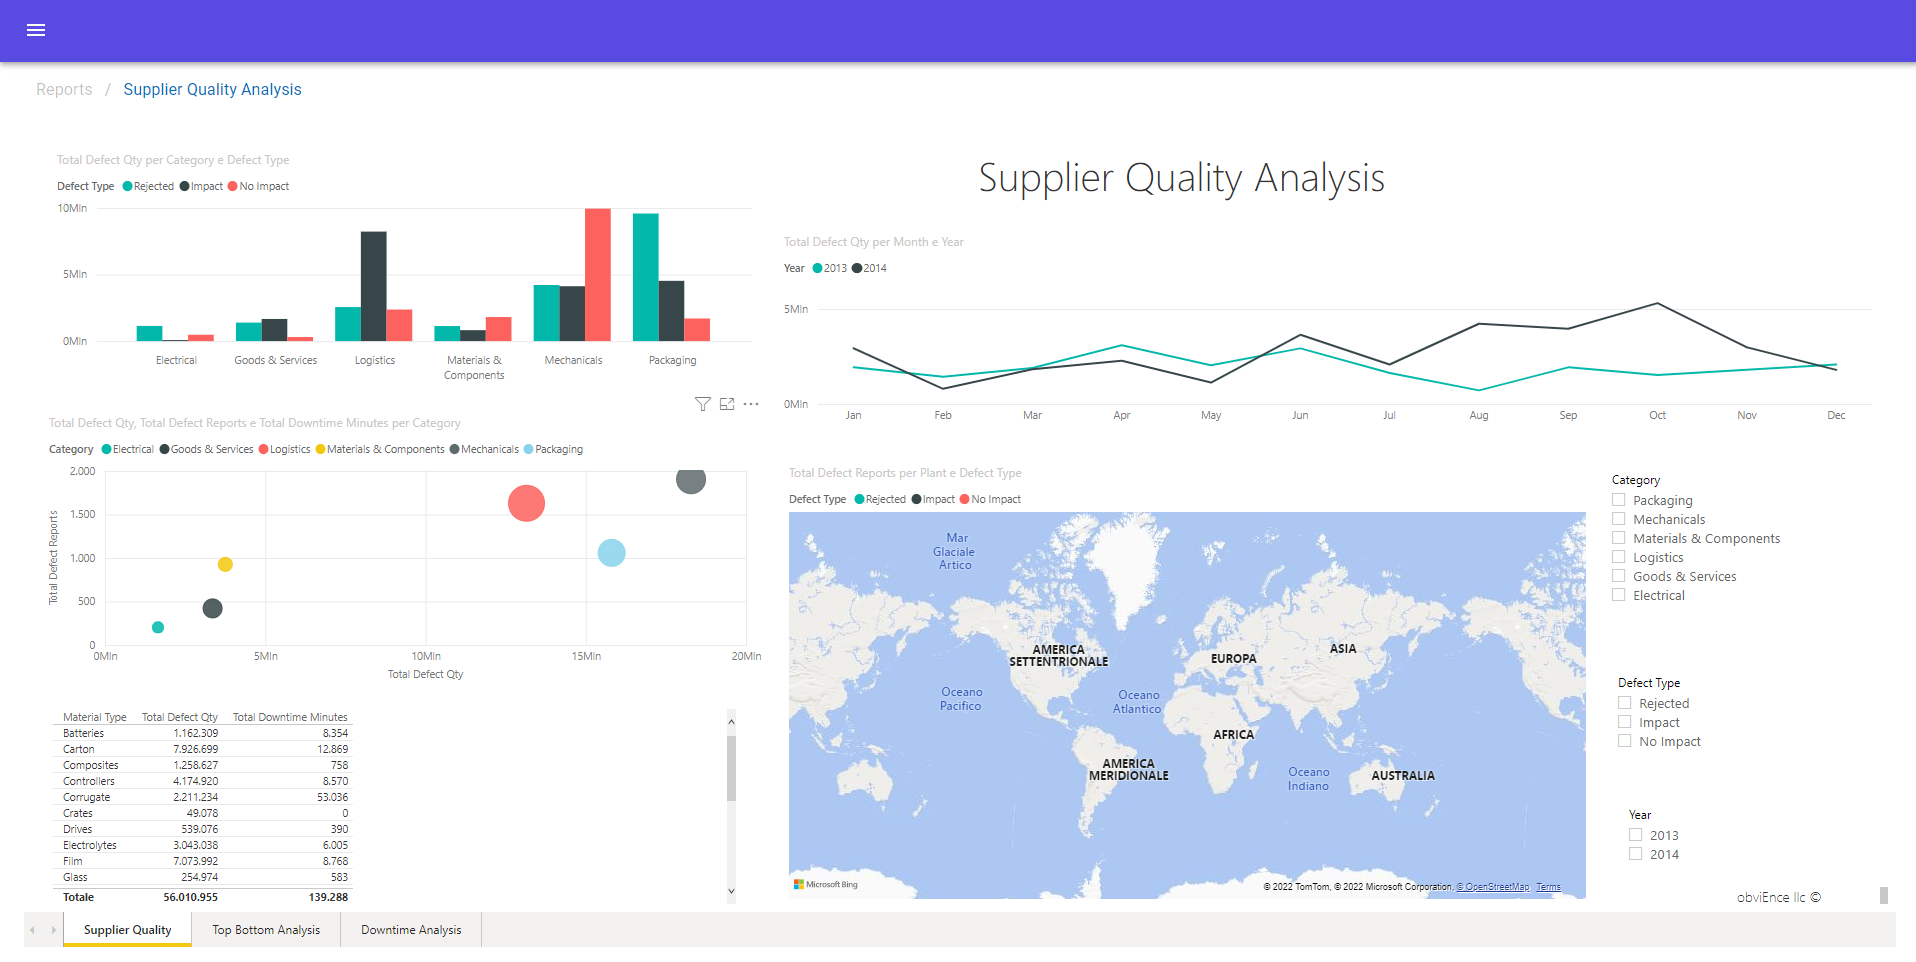 Reports / Supplier Quality Analysis
Total Defect Qty per Category e Defect Type
Defect Type Rejected Impact No Impact
10Mln
5Mln
0Mln
Electrical Goods & Services Logistics Materials & Components Mechanicals Packaging
Supplier Quality Analysis
Total Defect Qty per Month e Year
Year 2013 2014
5Mln
0Mln
Jan Feb Mar Apr May Jun Jul Aug Sep Oct Nov Dec
Total Defect Qty, Total Defect Reports e Total Downtime Minutes per Category
Category Electrical Goods & Services Logistics Materials & Components Mechanicals Packaging
Total Defect Reports
2.000
1.500
1.000
500
0
0Mln 5Mln 10Mln 15Mln 20Mln
Total Defect Qty
Material Type Total Defect Qty Total Downtime Minutes
Batteries 1.162.309 8.354
Carton 7.926.699 12.869
Composites 1.258.627 758
Controllers 4.174.920 8.570
Corrugate 2.211.234 53.036
Crates 49.078 0
Drives 539.076 390
Electrolytes 3.043.038 6.005
Film 7.073.992 8.768
Glass 254.974 583
Totale 56.010.955 139.288
Total Defect Reports per Plant e Defect Type
Defect Type Rejected Impact No Impact
Mar
Glaciale
Artico
AMERICA
SETTENTRIONALE
EUROPA
ASIA
Oceano
Pacifico
Oceano
Atlantico
AFRICA
AMERICA
MERIDIONALE
Oceano
Indiano
AUSTRALIA
Microsoft Bing
© 2022 TomTom, © 2022 Microsoft Corporation, © OpenStreetMap Terms
Category
Packaging
Mechanicals
Materials & Components
Logistics
Goods & Services
Electrical
Defect Type
Rejected
Impact
No Impact
Year
2013
2014
obviEnce llc ©
Supplier Quality Top Bottom Analysis Downtime Analysis